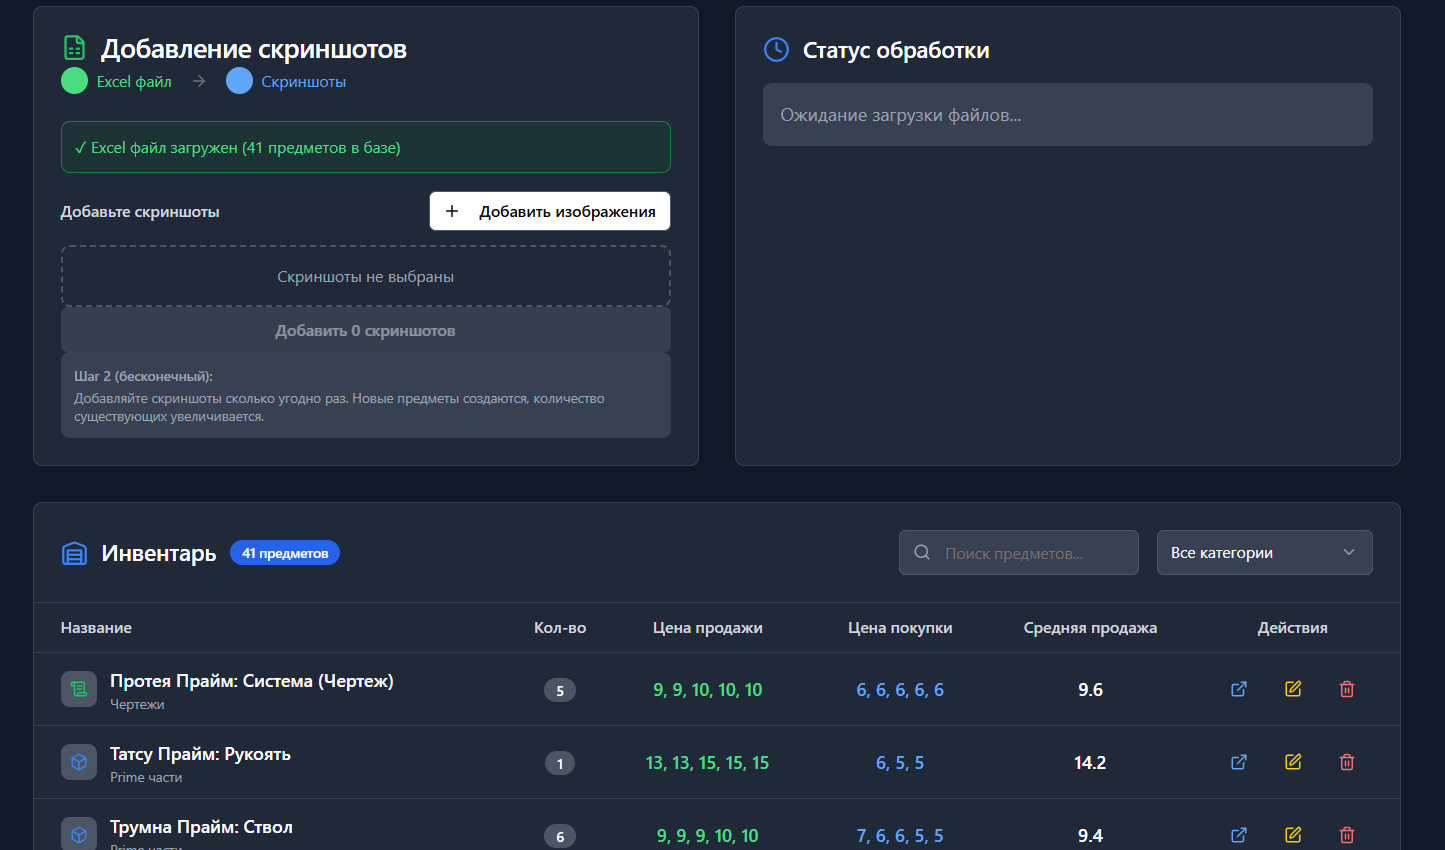 Добавление скриншотов
Excel файл → Скриншоты
✓ Excel файл загружен (41 предметов в базе)
Добавьте скриншоты
+ Добавить изображения
Скриншоты не выбраны
Добавить 0 скриншотов
Шаг 2 (бесконечный):
Добавляйте скриншоты сколько угодно раз. Новые предметы создаются, количество
существующих увеличивается.
Статус обработки
Ожидание загрузки файлов...
Инвентарь 41 предметов
Поиск предметов...
Все категории
Название Кол-во Цена продажи Цена покупки Средняя продажа Действия
Протея Прайм: Система (Чертеж) 5 9, 9, 10, 10, 10 6, 6, 6, 6, 6 9.6
Чертежи
Татсу Прайм: Рукоять 1 13, 13, 15, 15, 15 6, 5, 5 14.2
Prime части
Трумна Прайм: Ствол 6 9, 9, 9, 10, 10 7, 6, 6, 5, 5 9.4
Prime части